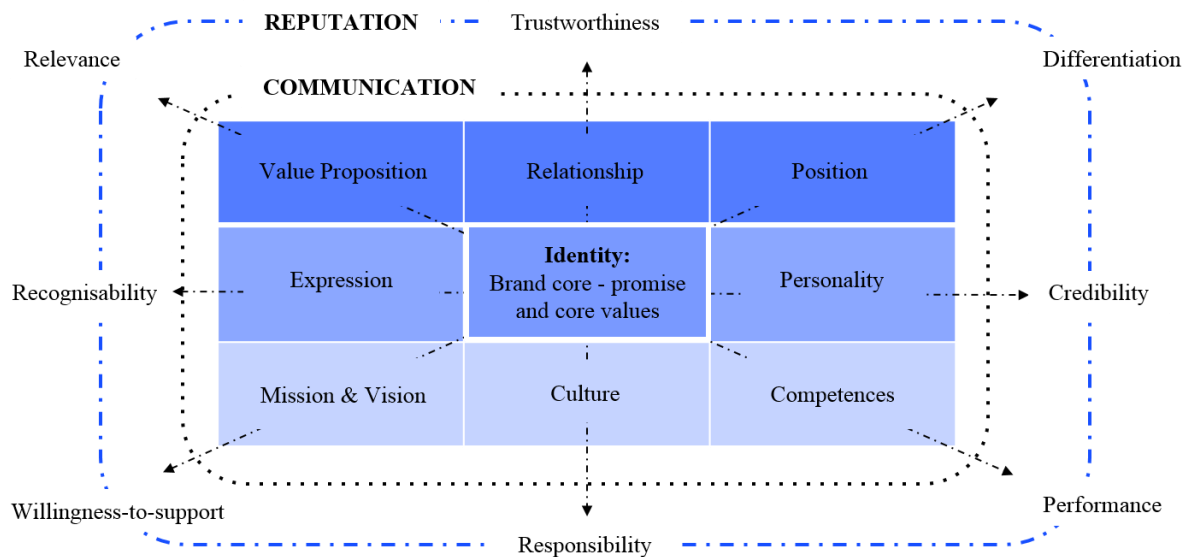 REPUTATION
Trustworthiness
Relevance
Differentiation
COMMUNICATION
Value Proposition
Relationship
Position
Identity:
Brand core - promise
and core values
Expression
Personality
Recognisability
Credibility
Mission & Vision
Culture
Competences
Willingness-to-support
Performance
Responsibility